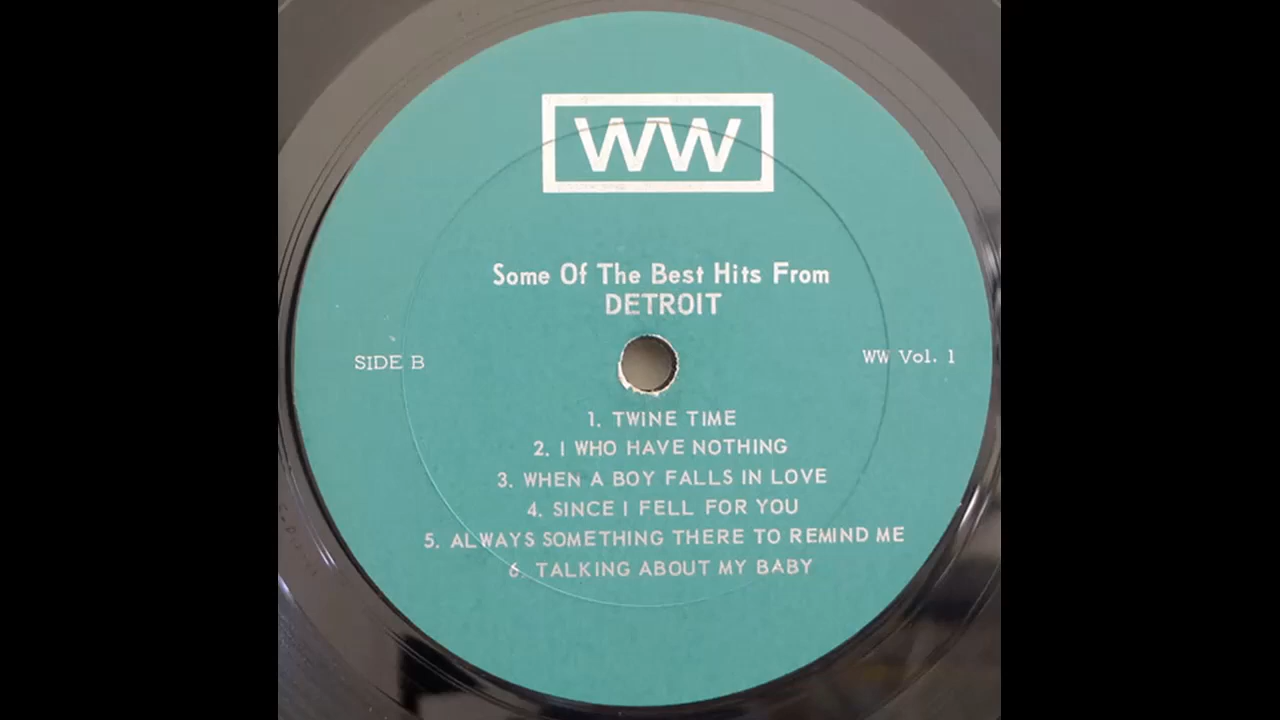 WW
Some Of The Best Hits From
DETROIT
SIDE B
WW Vol. 1
1. TWINE TIME
2. I WHO HAVE NOTHING
3. WHEN A BOY FALLS IN LOVE
4. SINCE I FELL FOR YOU
5. ALWAYS SOMETHING THERE TO REMIND ME
6. TALKING ABOUT MY BABY